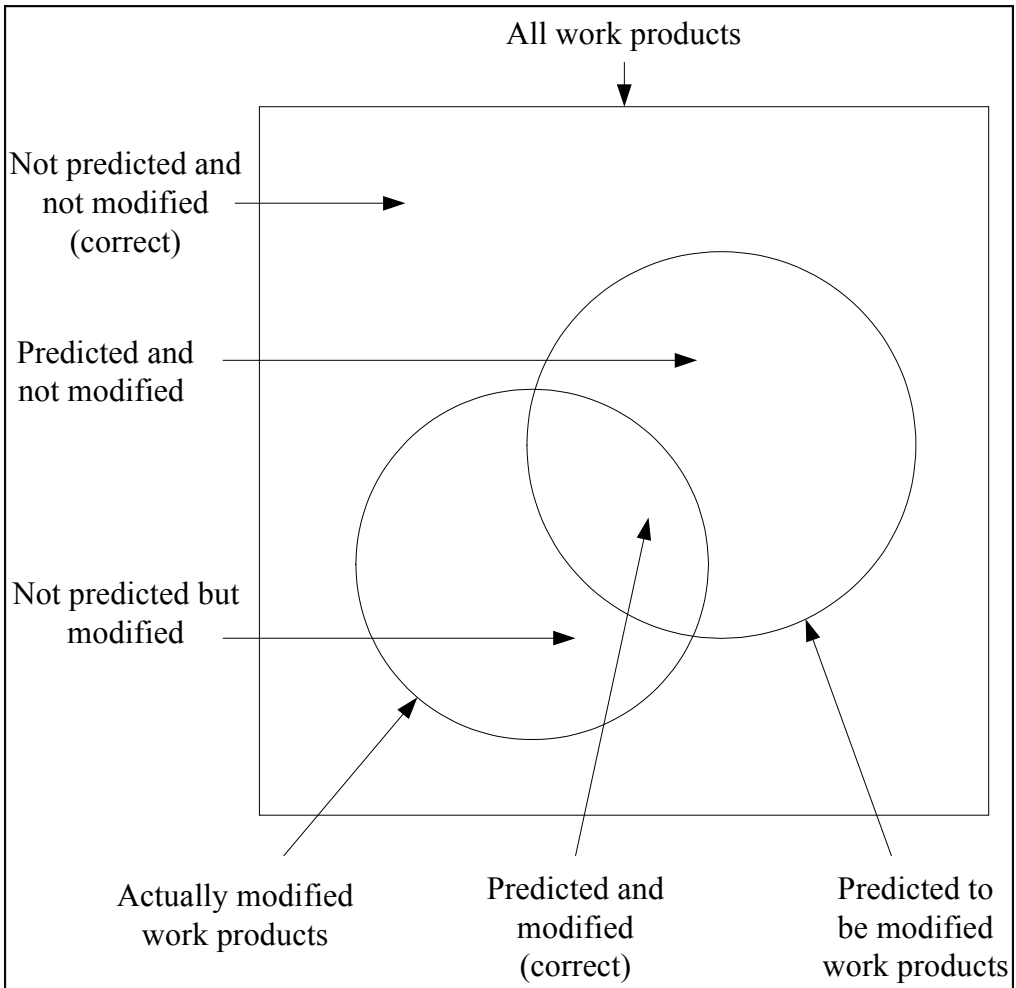 All work products
Not predicted and
not modified
(correct)
Predicted and
not modified
Not predicted but
modified
Actually modified
work products
Predicted and
modified
(correct)
Predicted to
be modified
work products